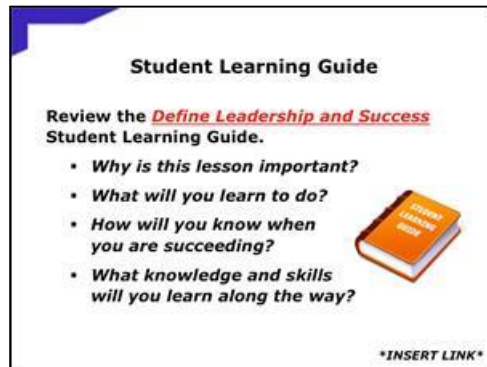 Student Learning Guide
Review the Define Leadership and Success
Student Learning Guide.
• Why is this lesson important?
• What will you learn to do?
• How will you know when
you are succeeding?
• What knowledge and skills
will you learn along the way?
STUDENT
LEARNING
GUIDE
*INSERT LINK*